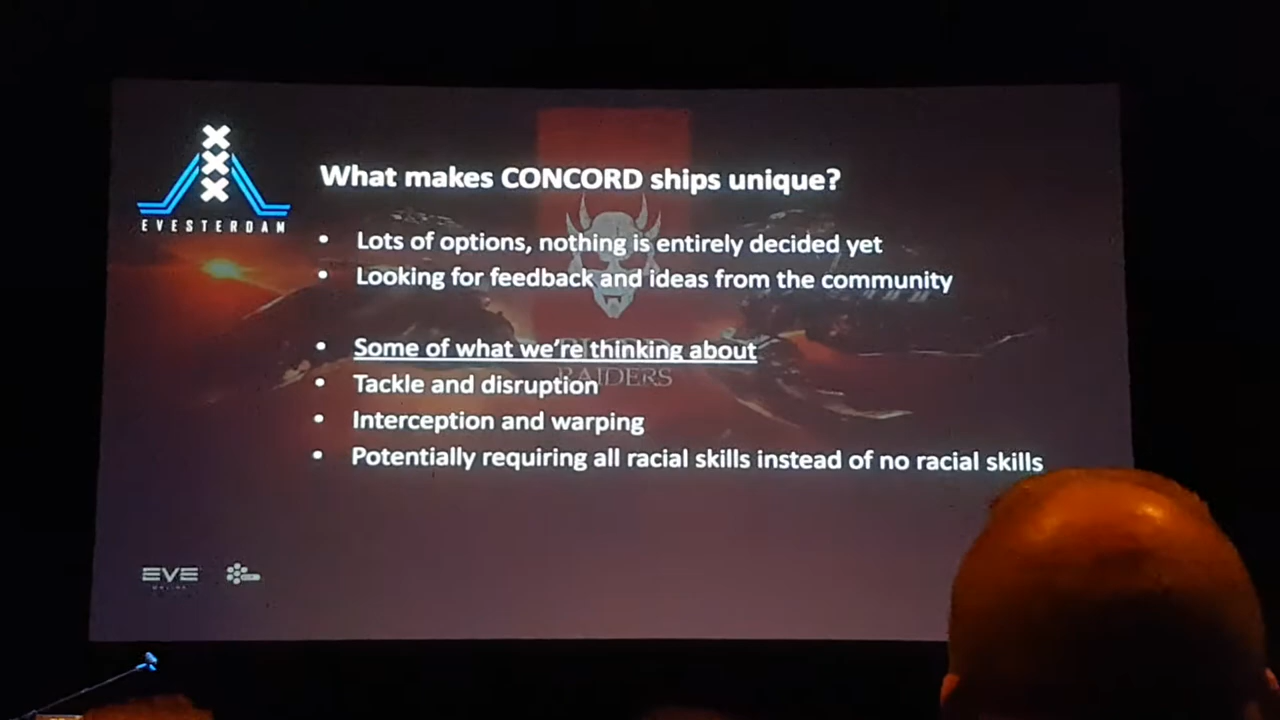 EVESTERDAM
What makes CONCORD ships unique?
• Lots of options, nothing is entirely decided yet
• Looking for feedback and ideas from the community
• Some of what we're thinking about
RAIDERS
• Tackle and disruption
• Interception and warping
• Potentially requiring all racial skills instead of no racial skills
EVE
ONLINE